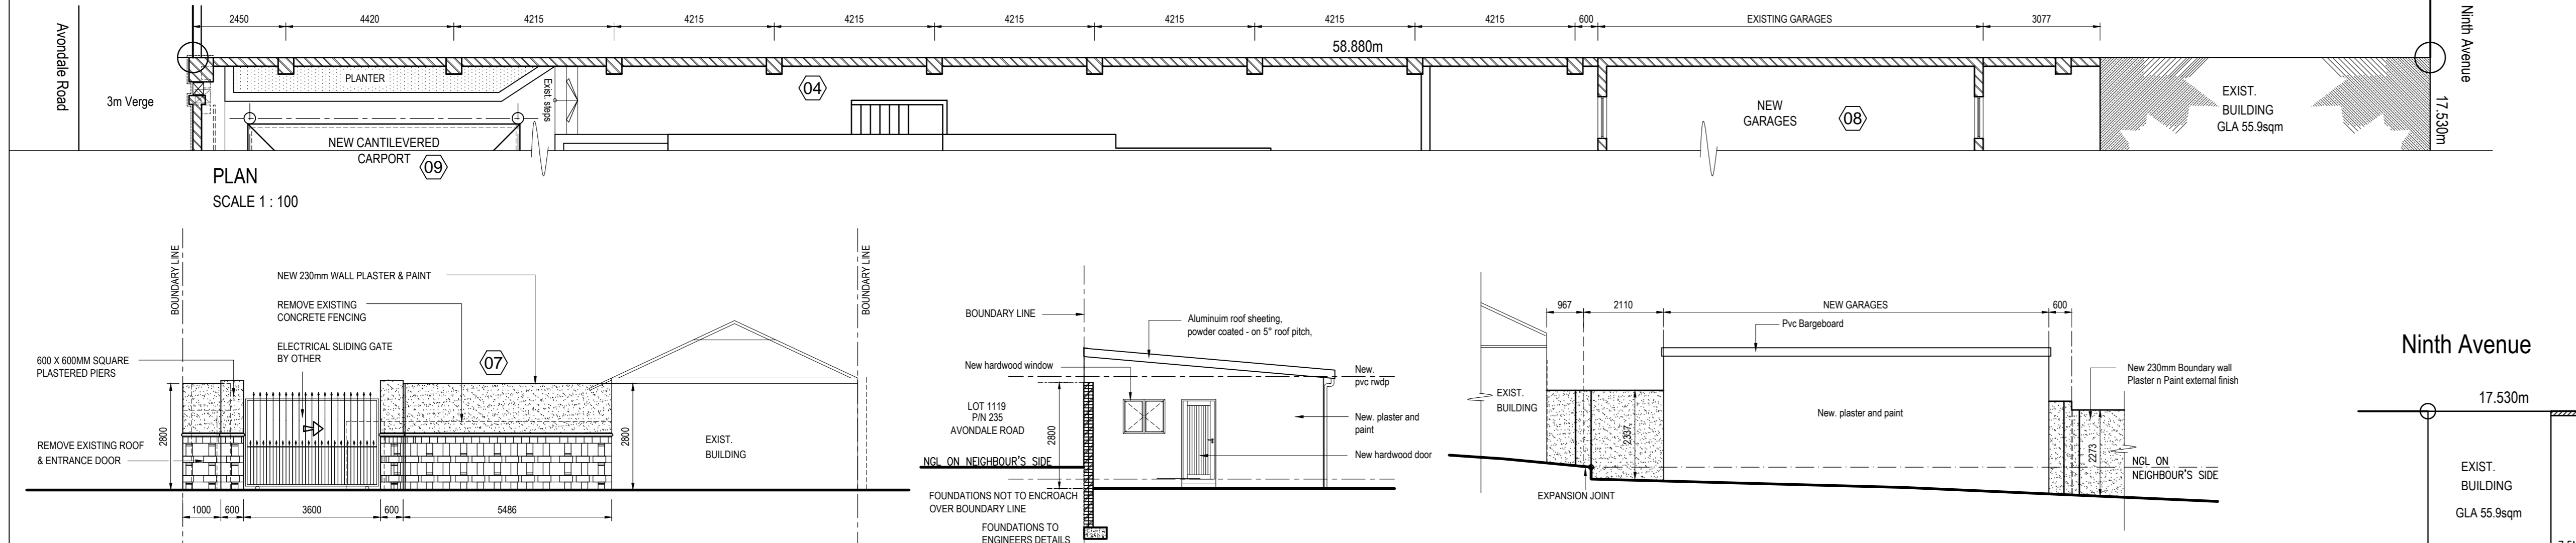 Avondale Road
3m Verge
2450
4420
4215
4215
4215
4215
4215
4215
600
EXISTING GARAGES
3077
58.880m
PLANTER
Exist. steps
04
NEW CANTILEVERED
CARPORT
09
NEW
GARAGES
08
EXIST.
BUILDING
GLA 55.9sqm
Ninth Avenue
17.530m
PLAN
SCALE 1 : 100
BOUNDARY LINE
NEW 230mm WALL PLASTER & PAINT
REMOVE EXISTING
CONCRETE FENCING
ELECTRICAL SLIDING GATE
BY OTHER
07
600 X 600MM SQUARE
PLASTERED PIERS
REMOVE EXISTING ROOF
& ENTRANCE DOOR
2800
2800
EXIST.
BUILDING
BOUNDARY LINE
1000
600
3600
600
5486
BOUNDARY LINE
Aluminuim roof sheeting,
powder coated - on 5° roof pitch,
New hardwood window
New.
pvc rwdp
LOT 1119
P/N 235
AVONDALE ROAD
2800
New. plaster and
paint
New hardwood door
NGL ON NEIGHBOUR'S SIDE
FOUNDATIONS NOT TO ENCROACH
OVER BOUNDARY LINE
FOUNDATIONS TO
ENGINEERS DETAILS
967
2110
NEW GARAGES
600
Pvc Bargeboard
EXIST.
BUILDING
2337
New. plaster and paint
2273
New 230mm Boundary wall
Plaster n Paint external finish
NGL ON
NEIGHBOUR'S SIDE
EXPANSION JOINT
Ninth Avenue
17.530m
EXIST.
BUILDING
GLA 55.9sqm